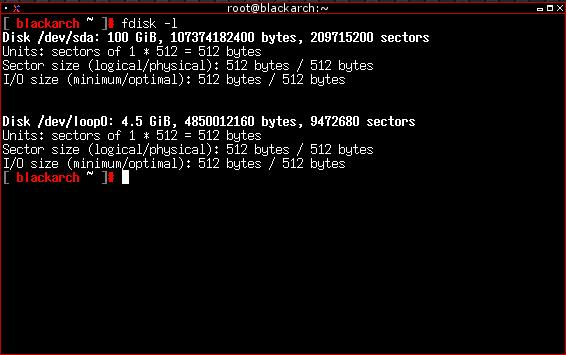 root@blackarch:~
[ blackarch ~ ]# fdisk -l
Disk /dev/sda: 100 GiB, 107374182400 bytes, 209715200 sectors
Units: sectors of 1 * 512 = 512 bytes
Sector size (logical/physical): 512 bytes / 512 bytes
I/O size (minimum/optimal): 512 bytes / 512 bytes
Disk /dev/loop0: 4.5 GiB, 4850012160 bytes, 9472680 sectors
Units: sectors of 1 * 512 = 512 bytes
Sector size (logical/physical): 512 bytes / 512 bytes
I/O size (minimum/optimal): 512 bytes / 512 bytes
[ blackarch ~ ]#